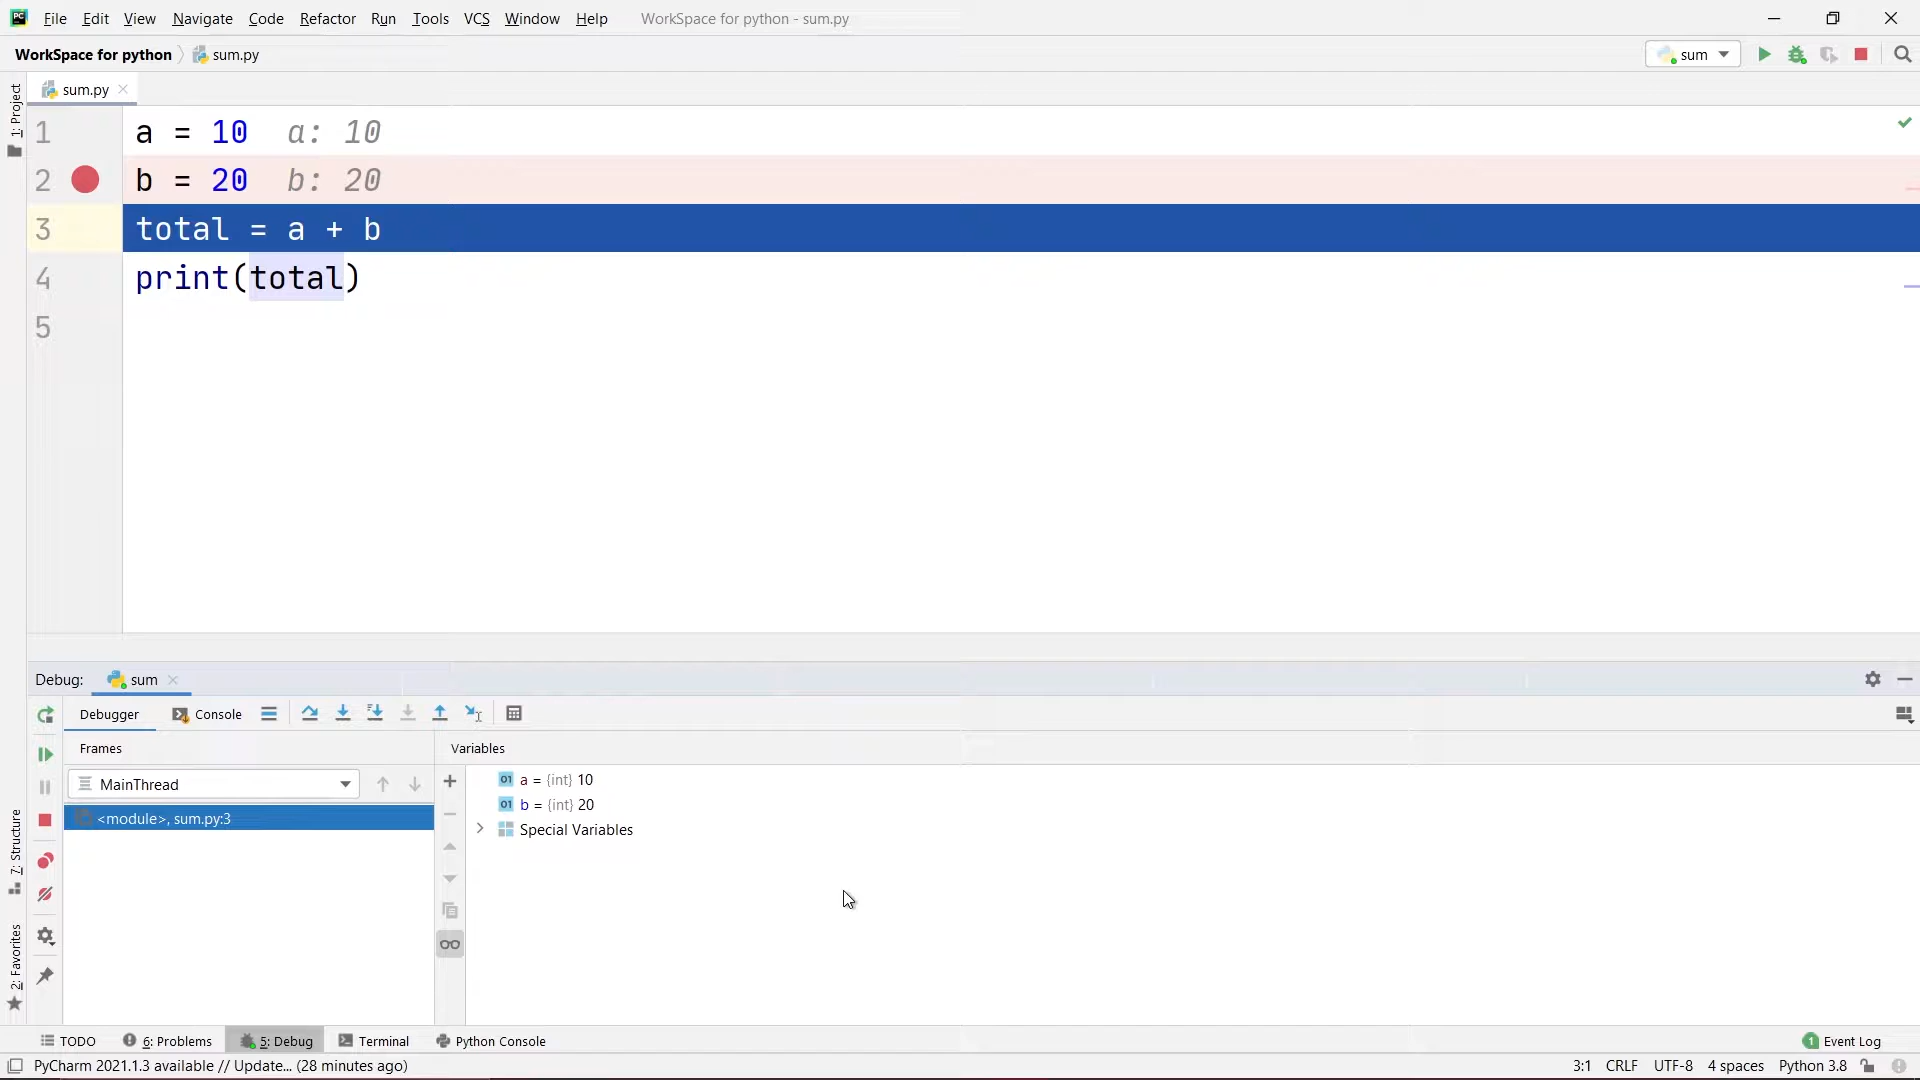 File Edit View Navigate Code Refactor Run Tools VCS Window Help WorkSpace for python - sum.py
WorkSpace for python sum.py sum
1: Project
sum.py
1 a = 10 a: 10
2 b = 20 b: 20
3 total = a + b
4 print(total)
5
Debug: sum
Debugger Console
Frames Variables
MainThread
a = {int} 10
b = {int} 20
<module>, sum.py:3
Special Variables
7: Structure
2: Favorites
TODO 6: Problems 5: Debug Terminal Python Console 1 Event Log
PyCharm 2021.1.3 available // Update... (28 minutes ago) 3:1 CRLF UTF-8 4 spaces Python 3.8